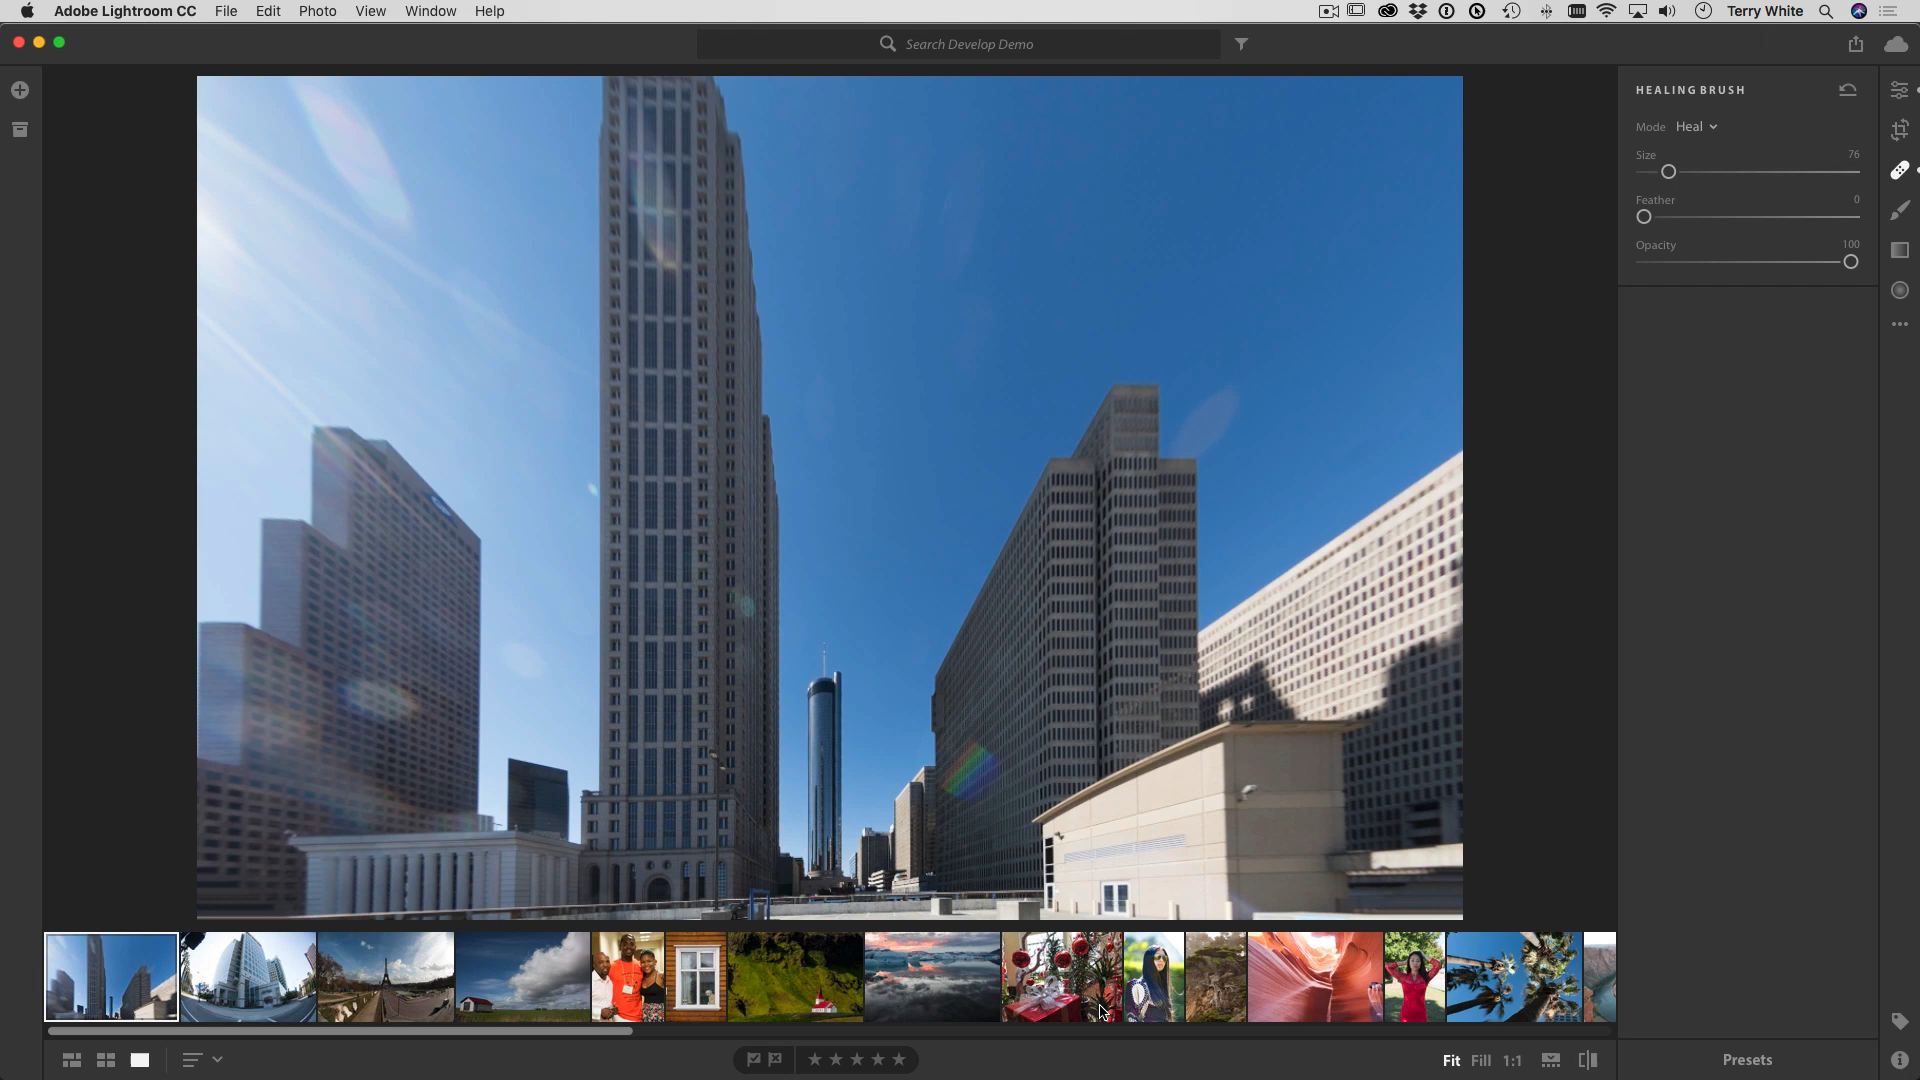 Adobe Lightroom CC File Edit Photo View Window Help Terry White
Search Develop Demo
HEALING BRUSH
Mode Heal
Size 76
Feather 0
Opacity 100
Fit Fill 1:1 Presets